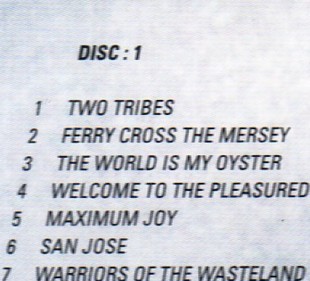 DISC : 1
1 TWO TRIBES
2 FERRY CROSS THE MERSEY
3 THE WORLD IS MY OYSTER
4 WELCOME TO THE PLEASURED
5 MAXIMUM JOY
6 SAN JOSE
7 WARRIORS OF THE WASTELAND